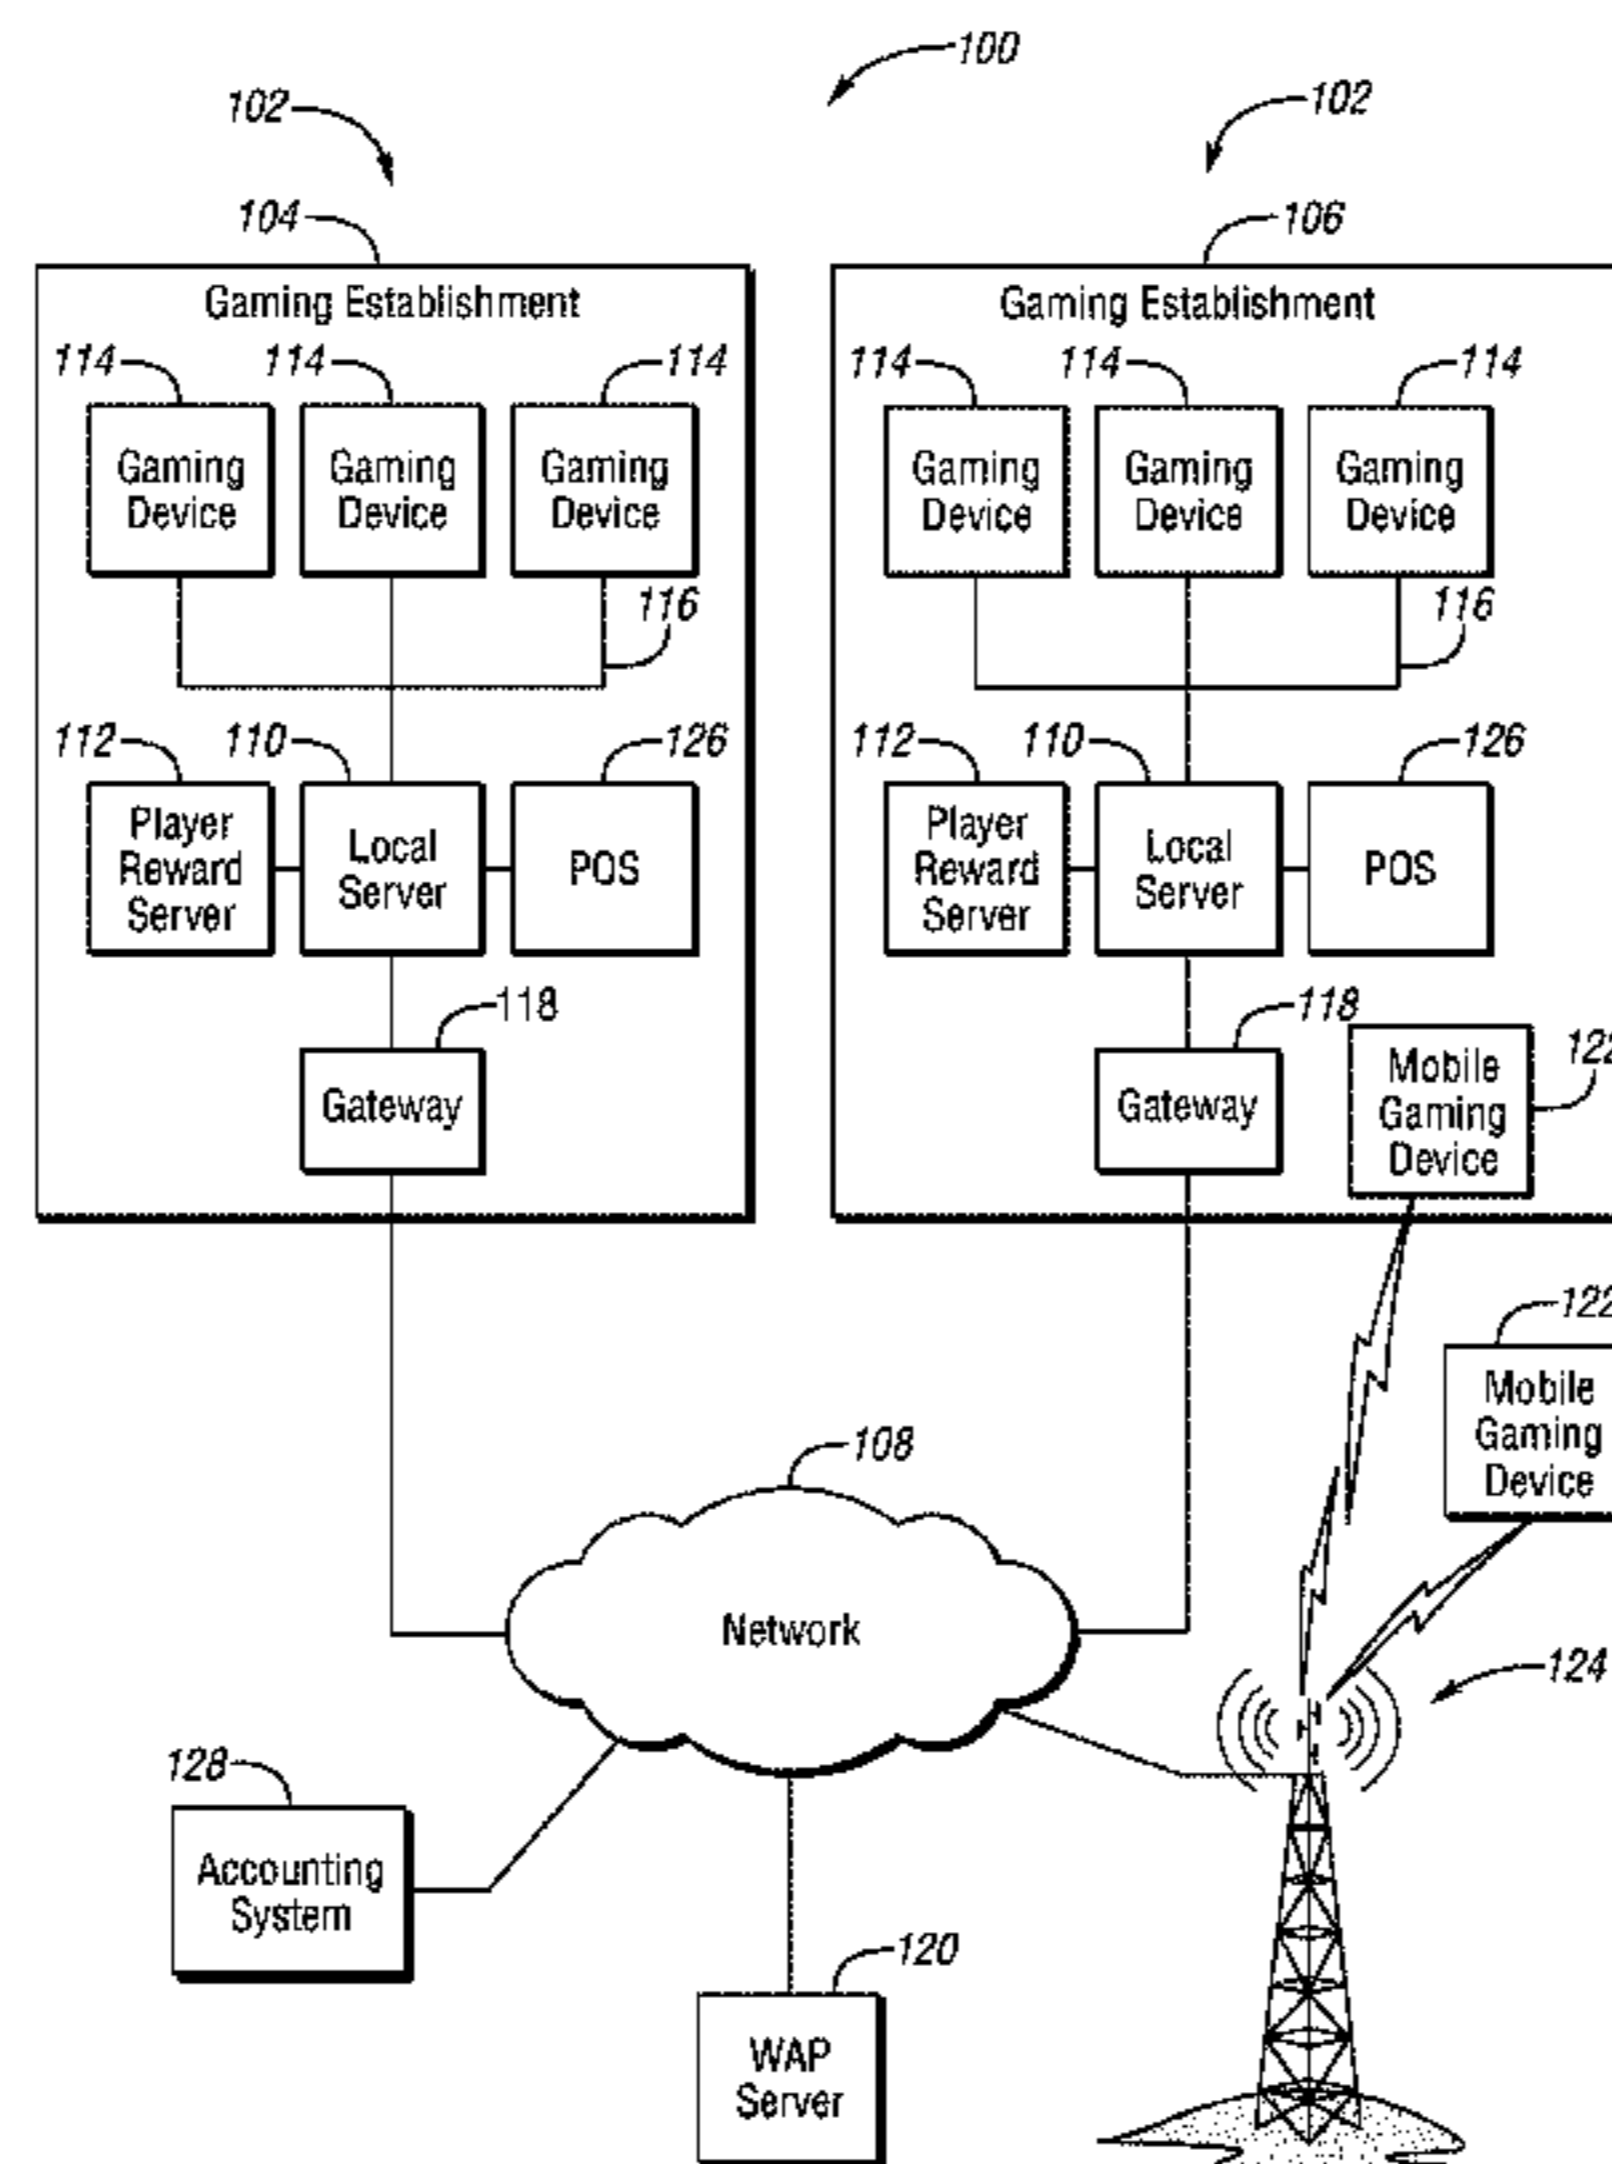 100
102
102
104
106
Gaming Establishment
Gaming Establishment
114
114
114
114
114
114
Gaming
Device
Gaming
Device
Gaming
Device
Gaming
Device
Gaming
Device
Gaming
Device
116
116
112
110
126
112
110
126
Player
Reward
Server
Local
Server
POS
Player
Reward
Server
Local
Server
POS
118
118
Gateway
Gateway
Mobile
Gaming
Device
122
122
Mobile
Gaming
Device
108
Network
124
128
Accounting
System
120
WAP
Server